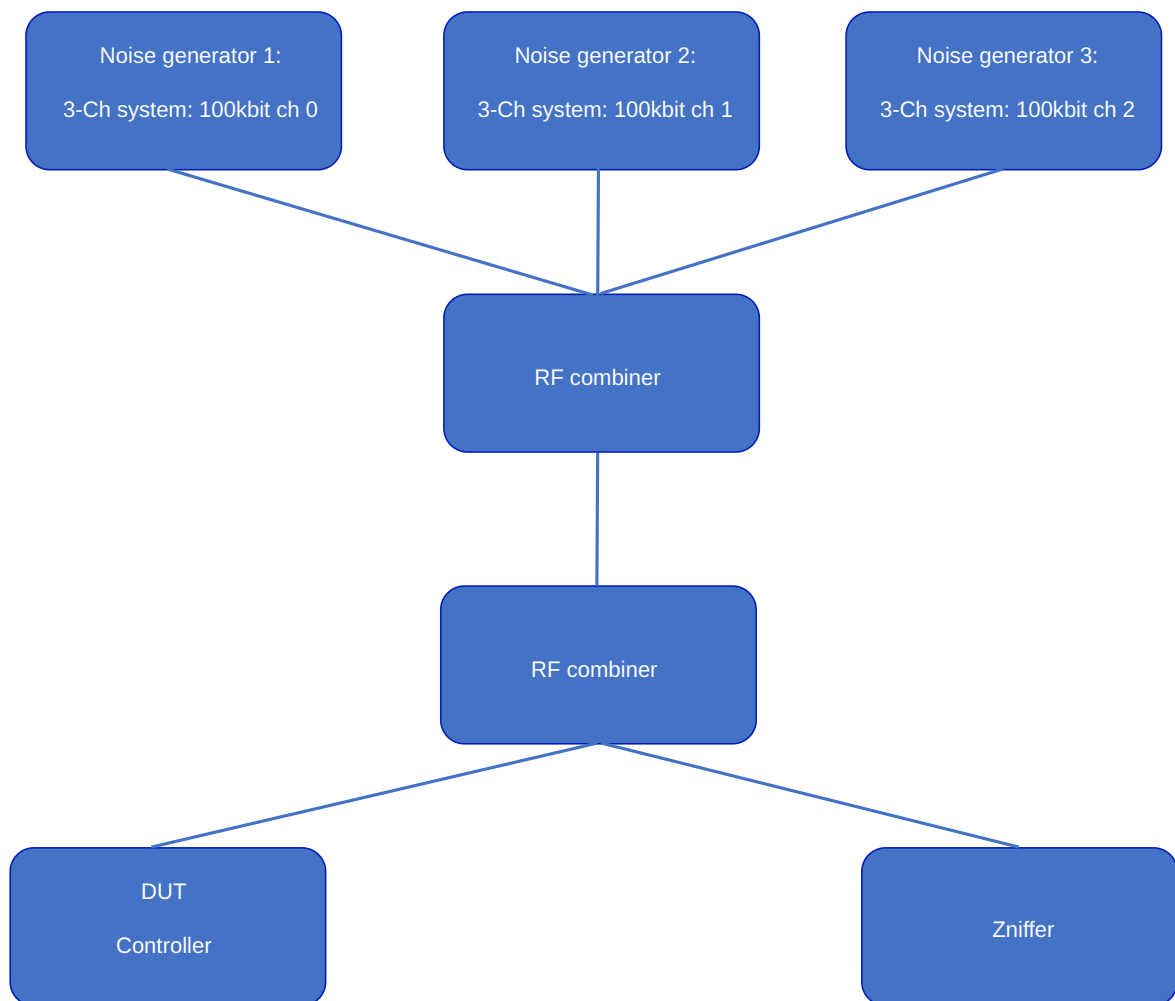 Noise generator 1:
3-Ch system: 100kbit ch 0
Noise generator 2:
3-Ch system: 100kbit ch 1
Noise generator 3:
3-Ch system: 100kbit ch 2
RF combiner
RF combiner
DUT
Controller
Zniffer